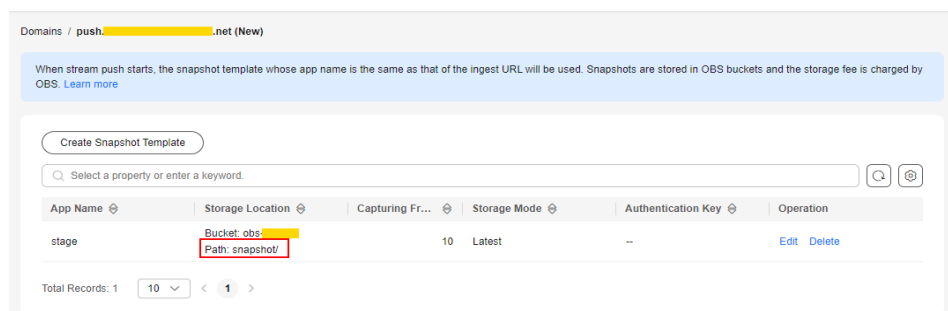 Domains / push. .net (New)
When stream push starts, the snapshot template whose app name is the same as that of the ingest URL will be used. Snapshots are stored in OBS buckets and the storage fee is charged by
OBS. Learn more
Create Snapshot Template
Select a property or enter a keyword.
App Name Storage Location Capturing Fr... Storage Mode Authentication Key Operation
stage Bucket: obs- 10 Latest -- Edit Delete
Path: snapshot/
Total Records: 1 10 < 1 >